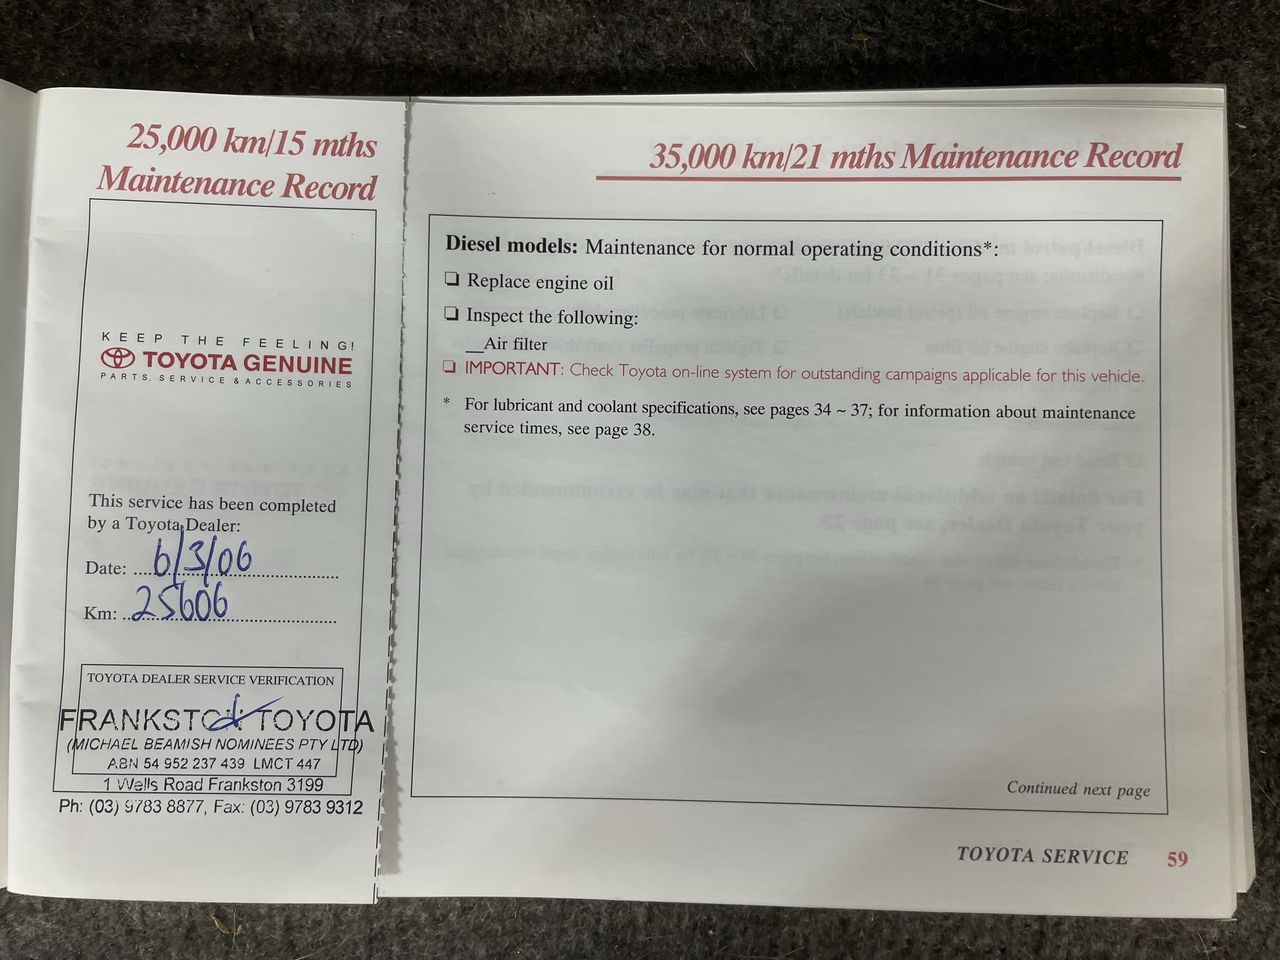 25,000 km/15 mths
Maintenance Record
KEEP THE FEELING!
TOYOTA GENUINE
PARTS, SERVICE & ACCESSORIES
This service has been completed
by a Toyota Dealer:
Date: 6/3/06
Km: 25606
TOYOTA DEALER SERVICE VERIFICATION
FRANKSTON TOYOTA
(MICHAEL BEAMISH NOMINEES PTY LTD)
ABN 54 952 237 439 LMCT 447
1 Wells Road Frankston 3199
Ph: (03) 9783 8877, Fax: (03) 9783 9312
35,000 km/21 mths Maintenance Record
Diesel models: Maintenance for normal operating conditions*:
❏ Replace engine oil
❏ Inspect the following:
__Air filter
❏ IMPORTANT: Check Toyota on-line system for outstanding campaigns applicable for this vehicle.
* For lubricant and coolant specifications, see pages 34 ~ 37; for information about maintenance
service times, see page 38.
Continued next page
TOYOTA SERVICE 59